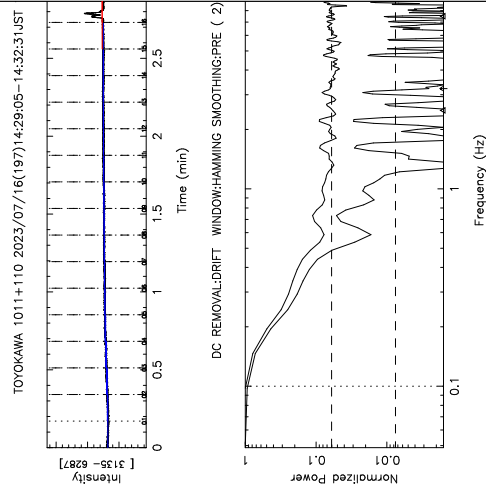 TOYOKAWA 1011+110 2023/07/16(197)14:29:05-14:32:31JST
Intensity
[ 3135- 6287]
0
0.5
1
1.5
2
2.5
Time (min)
DC REMOVAL:DRIFT WINDOW:HAMMING SMOOTHING:PRE ( 2)
Normalized Power
1
0.1
0.01
0.1
1
Frequency (Hz)